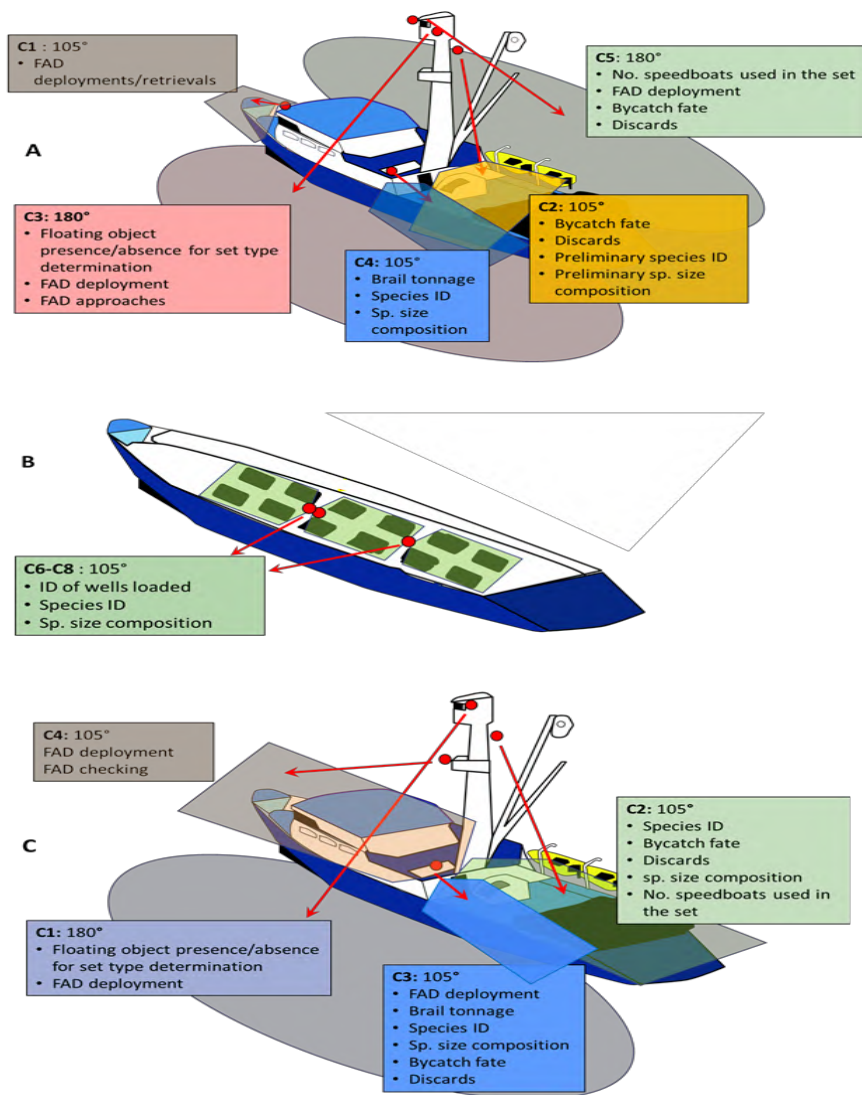 C1 : 105°
• FAD
deployments/retrievals
C5: 180°
• No. speedboats used in the set
• FAD deployment
• Bycatch fate
• Discards
A
C3: 180°
• Floating object
presence/absence
for set type
determination
• FAD deployment
• FAD approaches
C4: 105°
• Brail tonnage
• Species ID
• Sp. size
composition
C2: 105°
• Bycatch fate
• Discards
• Preliminary species ID
• Preliminary sp. size
composition
B
C6-C8 : 105°
• ID of wells loaded
• Species ID
• Sp. size composition
C4: 105°
FAD deployment
FAD checking
C
C2: 105°
• Species ID
• Bycatch fate
• Discards
• sp. size composition
• No. speedboats used in
the set
C1: 180°
• Floating object presence/absence
for set type determination
• FAD deployment
C3: 105°
• FAD deployment
• Brail tonnage
• Species ID
• Sp. size composition
• Bycatch fate
• Discards